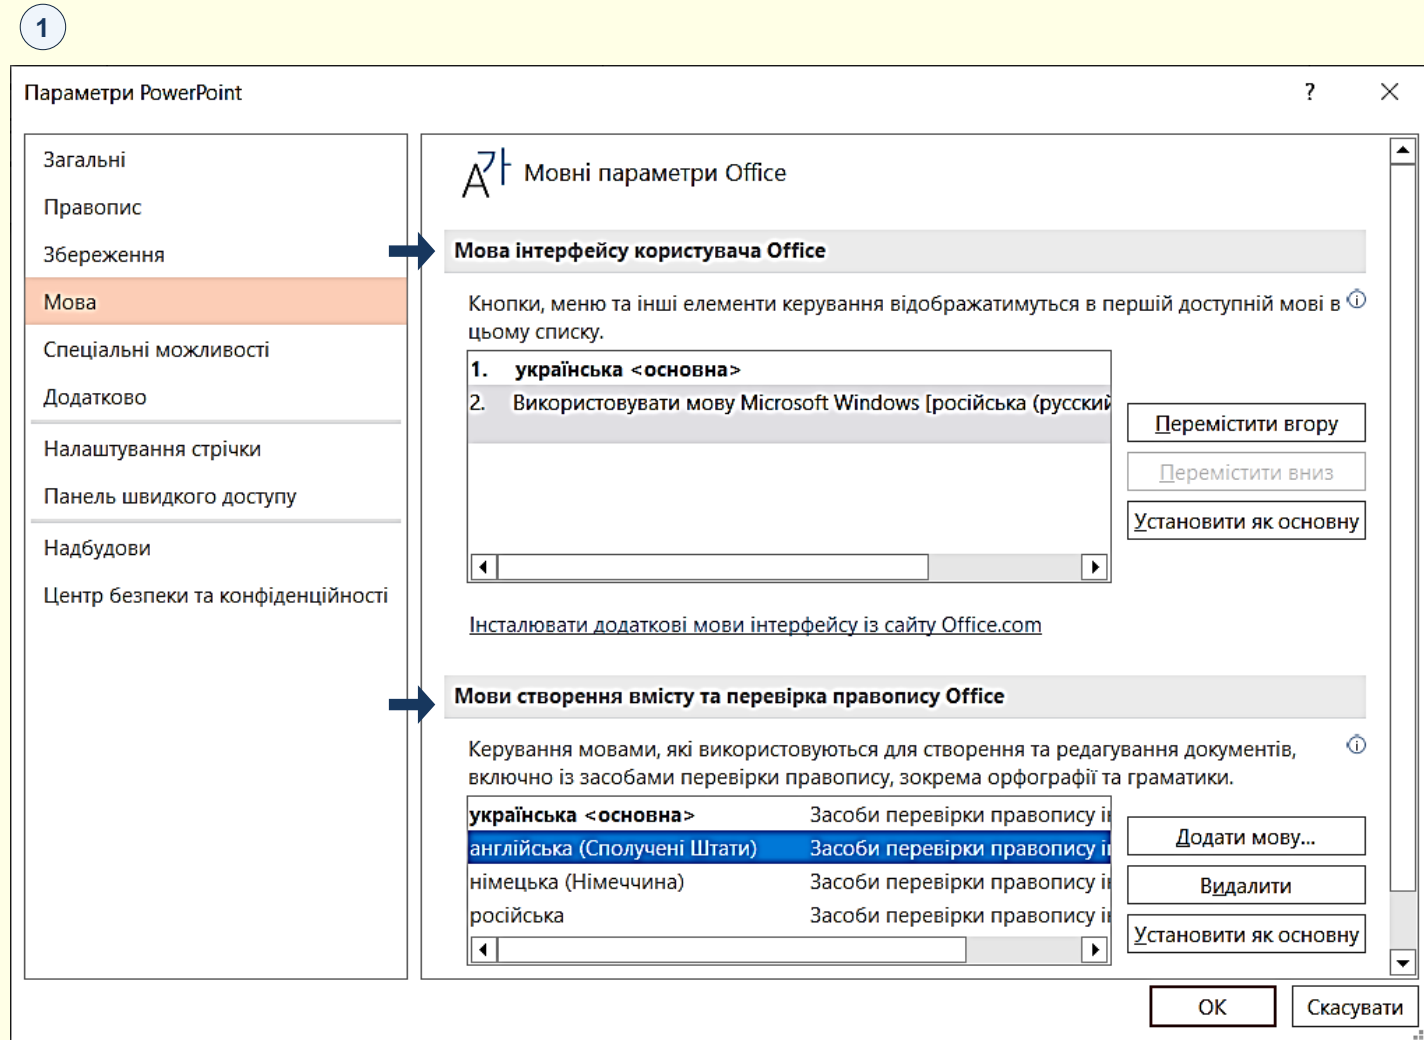 1
Параметри PowerPoint
?
Загальні
Правопис
Збереження
Мова
Спеціальні можливості
Додатково
Налаштування стрічки
Панель швидкого доступу
Надбудови
Центр безпеки та конфіденційності
Мовні параметри Office
Мова інтерфейсу користувача Office
Кнопки, меню та інші елементи керування відображатимуться в першій доступній мові в
цьому списку.
1. українська <основна>
2. Використовувати мову Microsoft Windows [російська (русский
Перемістити вгору
Перемістити вниз
Установити як основну
Інсталювати додаткові мови інтерфейсу із сайту Office.com
Мови створення вмісту та перевірка правопису Office
Керування мовами, які використовуються для створення та редагування документів,
включно із засобами перевірки правопису, зокрема орфографії та граматики.
українська <основна> Засоби перевірки правопису
англійська (Сполучені Штати) Засоби перевірки правопису
німецька (Німеччина) Засоби перевірки правопису
російська Засоби перевірки правопису
Додати мову...
Видалити
Установити як основну
ОК
Скасувати